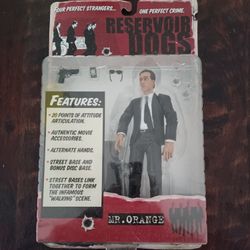 FOUR PERFECT STRANGERS... ONE PERFECT CRIME.
RESERVOIR
DOGS
FEATURES:
• 20 POINTS OF ATTITUDE
ARTICULATION.
• AUTHENTIC MOVIE
ACCESSORIES.
• ALTERNATE HANDS.
• STREET BASE AND
BONUS DISC BASE.
• STREET BASES LINK
TOGETHER TO FORM
THE INFAMOUS
"WALKING" SCENE.
MR. ORANGE